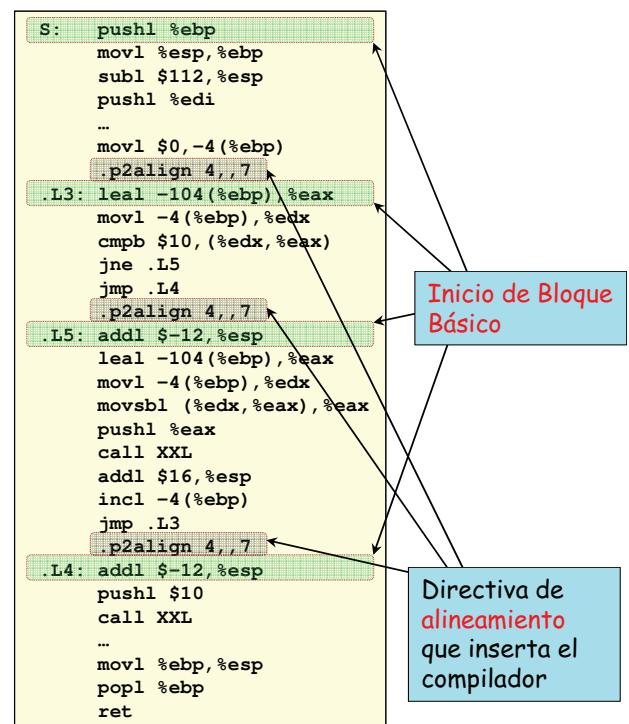 S: pushl %ebp
movl %esp,%ebp
subl $112,%esp
pushl %edi
…
movl $0,-4(%ebp)
.p2align 4,,7
.L3: leal -104(%ebp),%eax
movl -4(%ebp),%edx
cmpb $10,(%edx,%eax)
jne .L5
jmp .L4
.p2align 4,,7
.L5: addl $-12,%esp
leal -104(%ebp),%eax
movl -4(%ebp),%edx
movsbl (%edx,%eax),%eax
pushl %eax
call XXL
addl $16,%esp
incl -4(%ebp)
jmp .L3
.p2align 4,,7
.L4: addl $-12,%esp
pushl $10
call XXL
…
movl %ebp,%esp
popl %ebp
ret
Inicio de Bloque
Básico
Directiva de
alineamiento
que inserta el
compilador